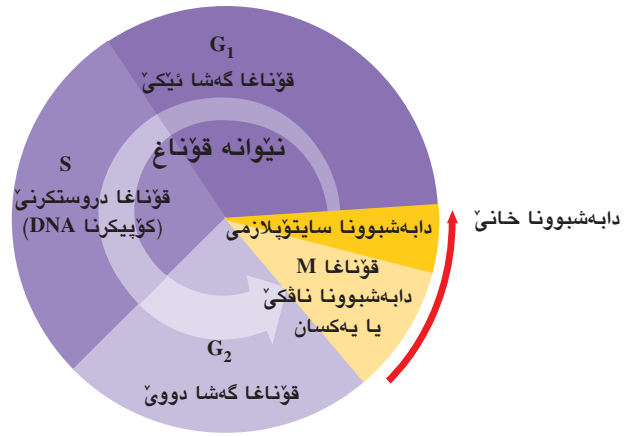 G₁
قۆناغا گەشا ئێکێ
نێوانە قۆناغ
S
قۆناغا دروستکرنێ
(کۆپیکرنا DNA)
دابەشبوونا سایتۆپلازمی
قۆناغا M
دابەشبوونا ناڤکێ
یا یەکسان
دابەشبوونا خانێ
G₂
قۆناغا گەشا دووێ